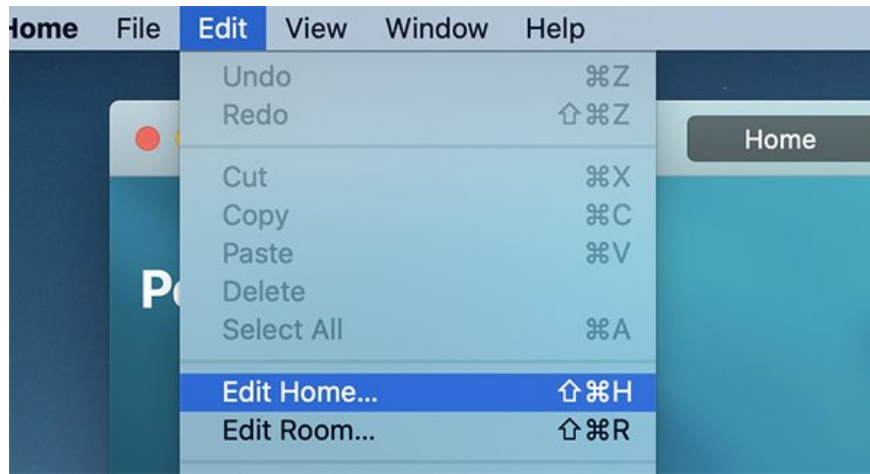 Home File Edit View Window Help
Undo ⌘Z
Redo ⇧⌘Z
Home
Cut ⌘X
Copy ⌘C
Paste ⌘V
Delete
Select All ⌘A
Edit Home... ⇧⌘H
Edit Room... ⇧⌘R